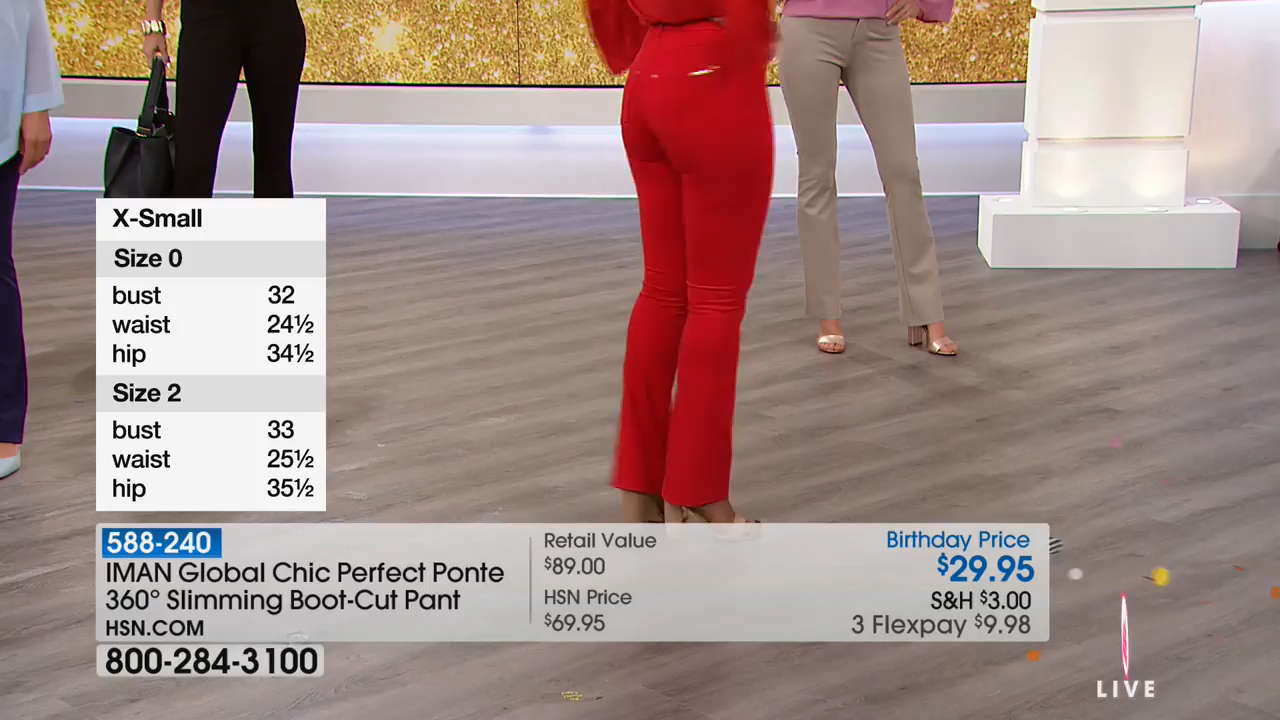 X-Small
Size 0
bust 32
waist 24½
hip 34½
Size 2
bust 33
waist 25½
hip 35½
588-240
IMAN Global Chic Perfect Ponte
360° Slimming Boot-Cut Pant
HSN.COM
800-284-3100
Retail Value
$89.00
HSN Price
$69.95
Birthday Price
$29.95
S&H $3.00
3 Flexpay $9.98
LIVE